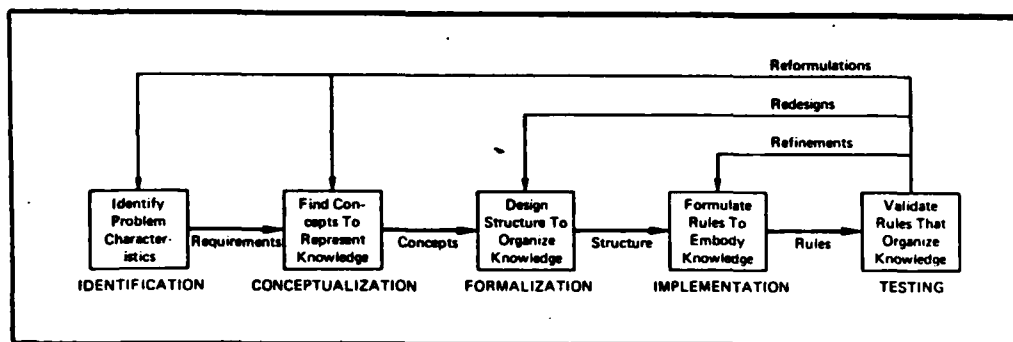 Reformulations
Redesigns
Refinements
Identify
Problem
Character-
istics
Requirements
Find Con-
cepts To
Represent
Knowledge
Concepts
Design
Structure To
Organize
Knowledge
Structure
Formulate
Rules To
Embody
Knowledge
Rules
Validate
Rules That
Organize
Knowledge
IDENTIFICATION
CONCEPTUALIZATION
FORMALIZATION
IMPLEMENTATION
TESTING